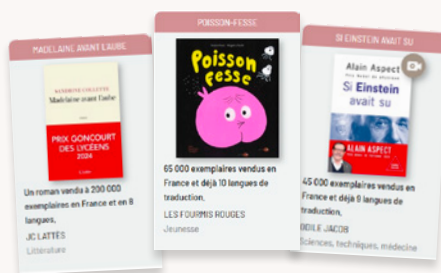 MADELAINE AVANT L'AUBE
SANDRINE COLLETTE
Madelaine avant l'aube
PRIX GONCOURT
DES LYCÉENS
2024
Un roman vendu à 200 000
exemplaires en France et en 8
langues,
JC LATTÈS
Littérature
POISSON-FESSE
Poisson
fesse
65 000 exemplaires vendus en
France et déjà 10 langues de
traduction,
LES FOURMIS ROUGES
Jeunesse
SI EINSTEIN AVAIT SU
Alain Aspect
Si Einstein
avait su
ALAIN ASPECT
45 000 exemplaires vendus en
France et déjà 9 langues de
traduction,
ODILE JACOB
Sciences, techniques, médecine